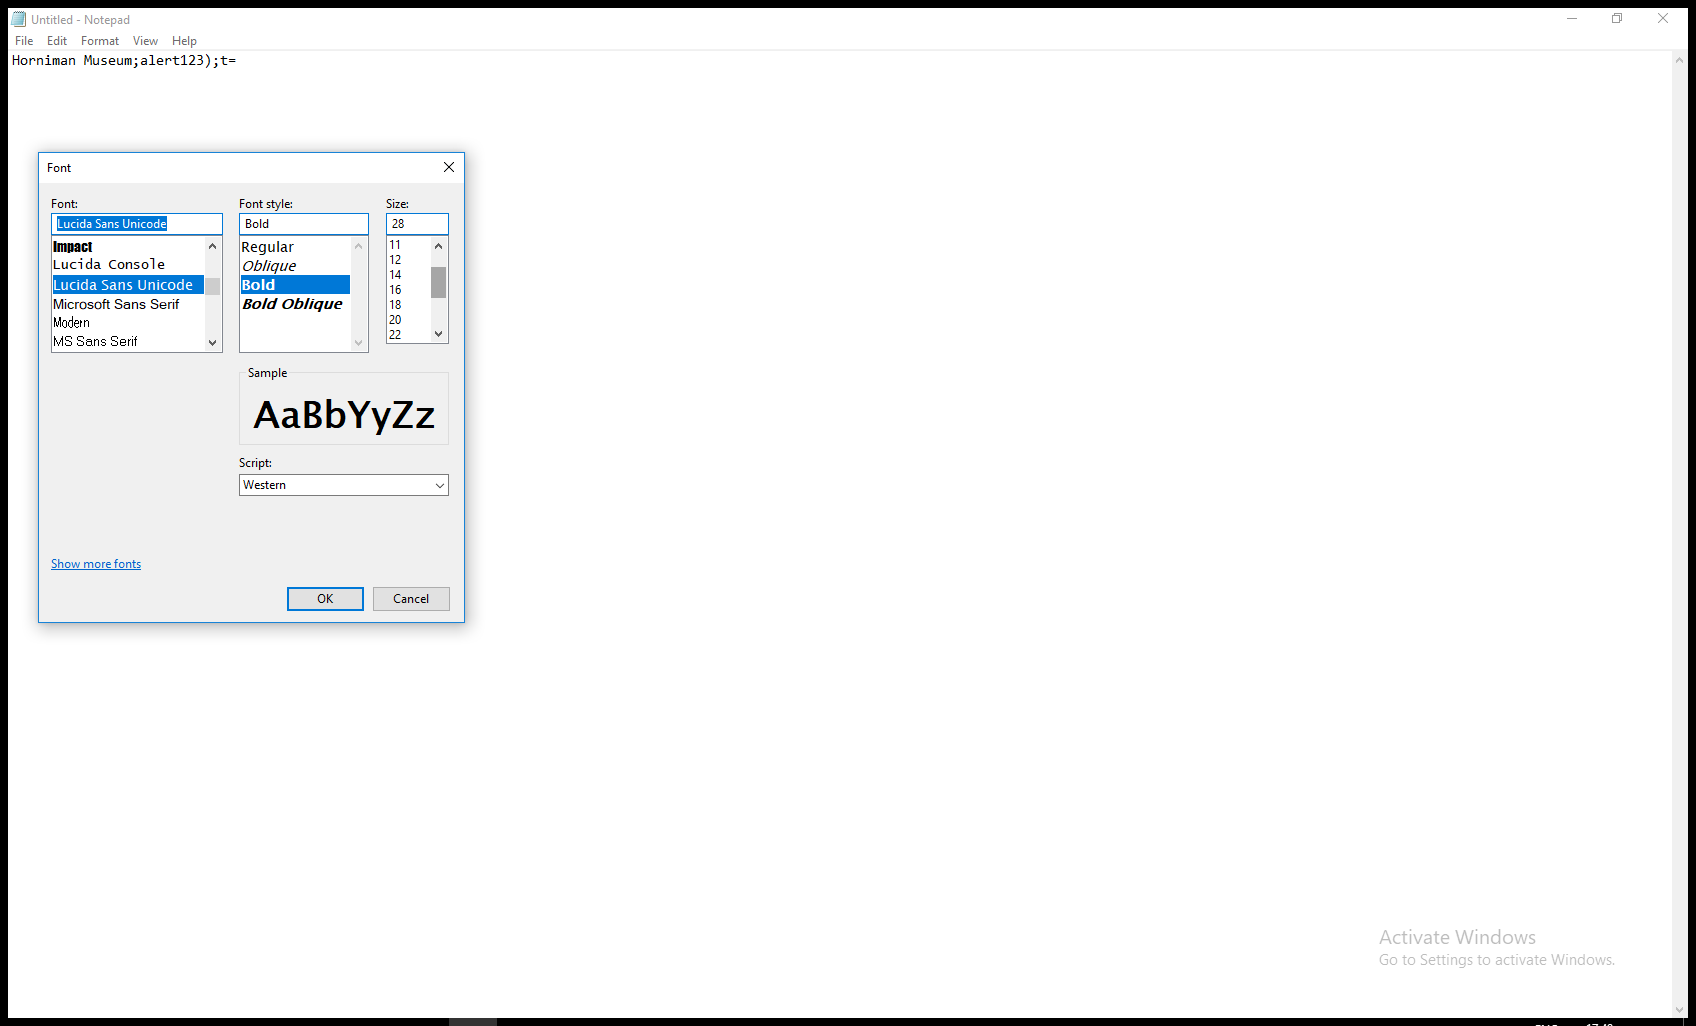 Untitled - Notepad
File Edit Format View Help
Horniman Museum;alert123);t=
Font
Font:
Lucida Sans Unicode
Impact
Lucida Console
Lucida Sans Unicode
Microsoft Sans Serif
Modern
MS Sans Serif
Font style:
Bold
Regular
Oblique
Bold
Bold Oblique
Size:
28
11
12
14
16
18
20
22
Sample
AaBbYyZz
Script:
Western
Show more fonts
OK Cancel
Activate Windows
Go to Settings to activate Windows.